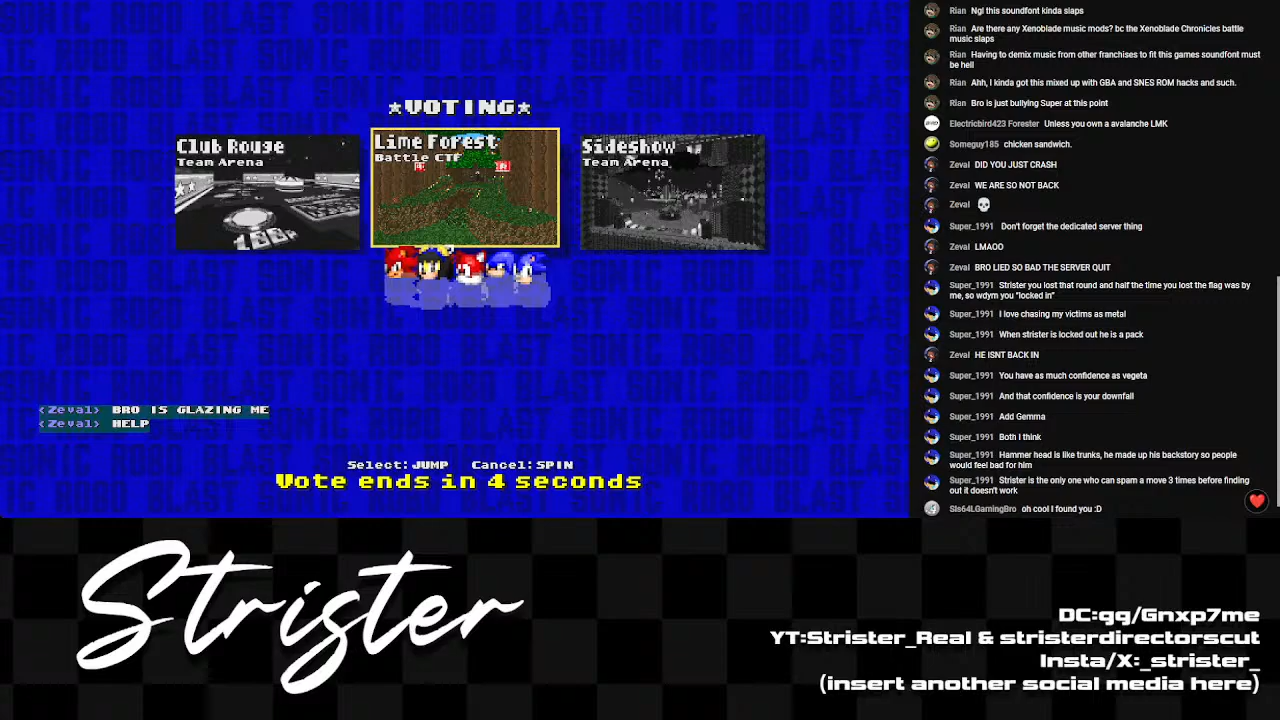 ★VOTING★
Club Rouge
Team Arena
Lime Forest
Battle CTF
Sideshow
Team Arena
<Zeval> BRO IS GLAZING ME
<Zeval> HELP
Select:JUMP Cancel:SPIN
Vote ends in 4 seconds
Rian Ngl this soundfont kinda slaps
Rian Are there any Xenoblade music mods? bc the Xenoblade Chronicles battle
music slaps
Rian Having to demix music from other franchises to fit this games soundfont must
be hell
Rian Ahh, I kinda got this mixed up with GBA and SNES ROM hacks and such.
Rian Bro is just bullying Super at this point
Electricbird423 Forester Unless you own a avalanche LMK
Someguy185 chicken sandwich.
Zeval DID YOU JUST CRASH
Zeval WE ARE SO NOT BACK
Zeval 💀
Super_1991 Don't forget the dedicated server thing
Zeval LMAOO
Zeval BRO LIED SO BAD THE SERVER QUIT
Super_1991 Strister you lost that round and half the time you lost the flag was by
me, so wdym you "locked in"
Super_1991 I love chasing my victims as metal
Super_1991 When strister is locked out he is a pack
Zeval HE ISNT BACK IN
Super_1991 You have as much confidence as vegeta
Super_1991 And that confidence is your downfall
Super_1991 Add Gemma
Super_1991 Both I think
Super_1991 Hammer head is like trunks, he made up his backstory so people
would feel bad for him
Super_1991 Strister is the only one who can spam a move 3 times before finding
out it doesn't work
Sls64LGamingBro oh cool I found you :D
Strister
DC:gg/Gnxp7me
YT:Strister_Real & stristerdirectorscut
Insta/X:_strister_
(insert another social media here)